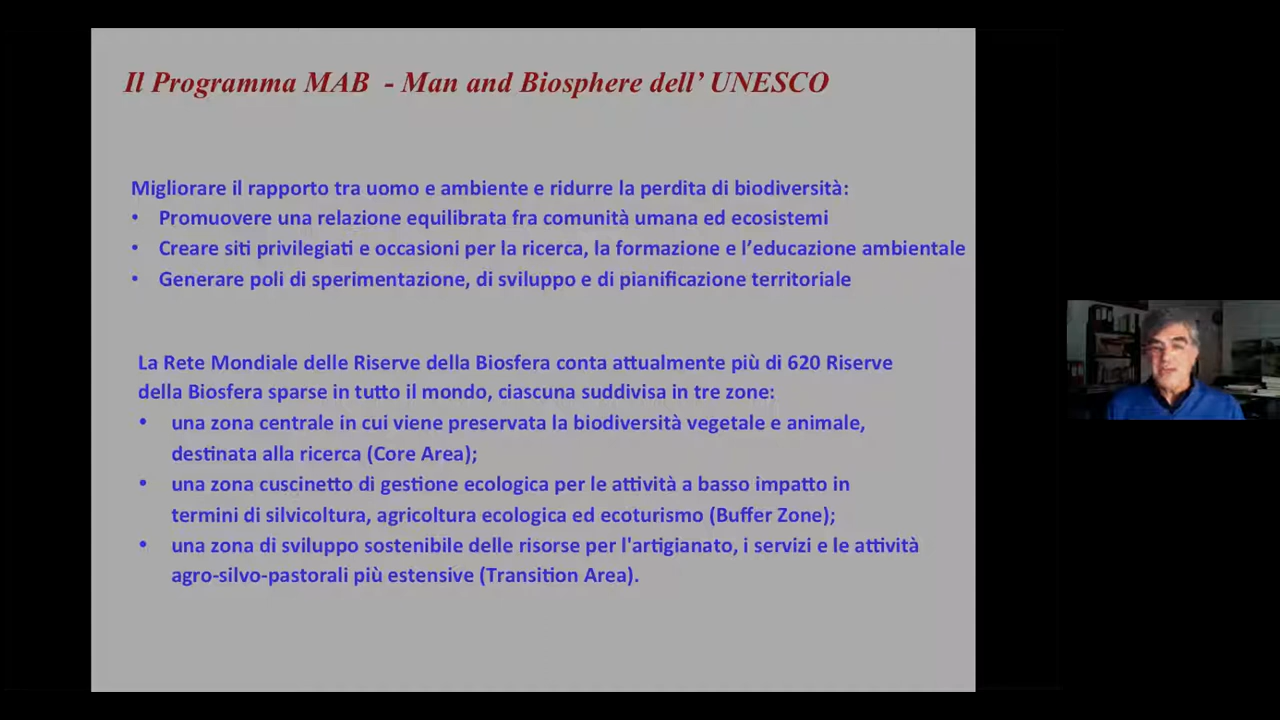 Il Programma MAB - Man and Biosphere dell’ UNESCO
Migliorare il rapporto tra uomo e ambiente e ridurre la perdita di biodiversità:
• Promuovere una relazione equilibrata fra comunità umana ed ecosistemi
• Creare siti privilegiati e occasioni per la ricerca, la formazione e l’educazione ambientale
• Generare poli di sperimentazione, di sviluppo e di pianificazione territoriale
La Rete Mondiale delle Riserve della Biosfera conta attualmente più di 620 Riserve
della Biosfera sparse in tutto il mondo, ciascuna suddivisa in tre zone:
• una zona centrale in cui viene preservata la biodiversità vegetale e animale,
destinata alla ricerca (Core Area);
• una zona cuscinetto di gestione ecologica per le attività a basso impatto in
termini di silvicoltura, agricoltura ecologica ed ecoturismo (Buffer Zone);
• una zona di sviluppo sostenibile delle risorse per l'artigianato, i servizi e le attività
agro-silvo-pastorali più estensive (Transition Area).